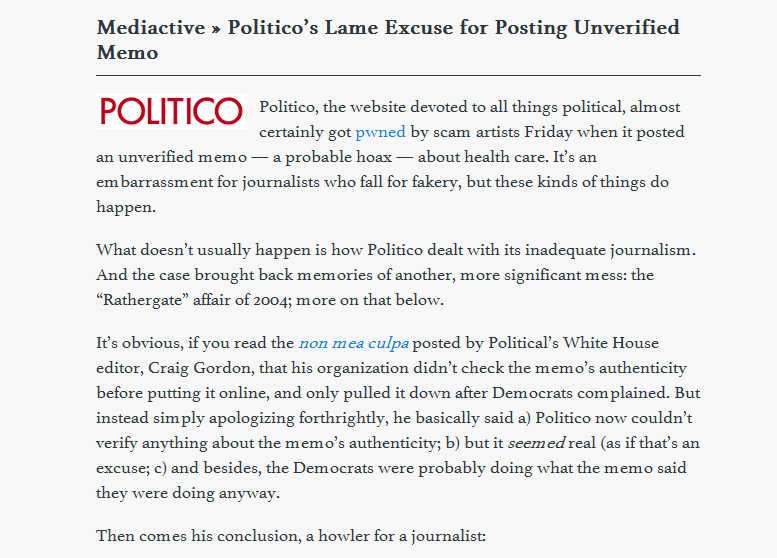 Mediactive » Politico’s Lame Excuse for Posting Unverified
Memo
POLITICO
Politico, the website devoted to all things political, almost
certainly got pwned by scam artists Friday when it posted
an unverified memo — a probable hoax — about health care. It’s an
embarrassment for journalists who fall for fakery, but these kinds of things do
happen.
What doesn’t usually happen is how Politico dealt with its inadequate journalism.
And the case brought back memories of another, more significant mess: the
“Rathergate” affair of 2004; more on that below.
It’s obvious, if you read the non mea culpa posted by Political’s White House
editor, Craig Gordon, that his organization didn’t check the memo’s authenticity
before putting it online, and only pulled it down after Democrats complained. But
instead simply apologizing forthrightly, he basically said a) Politico now couldn’t
verify anything about the memo’s authenticity; b) but it seemed real (as if that’s an
excuse; c) and besides, the Democrats were probably doing what the memo said
they were doing anyway.
Then comes his conclusion, a howler for a journalist: